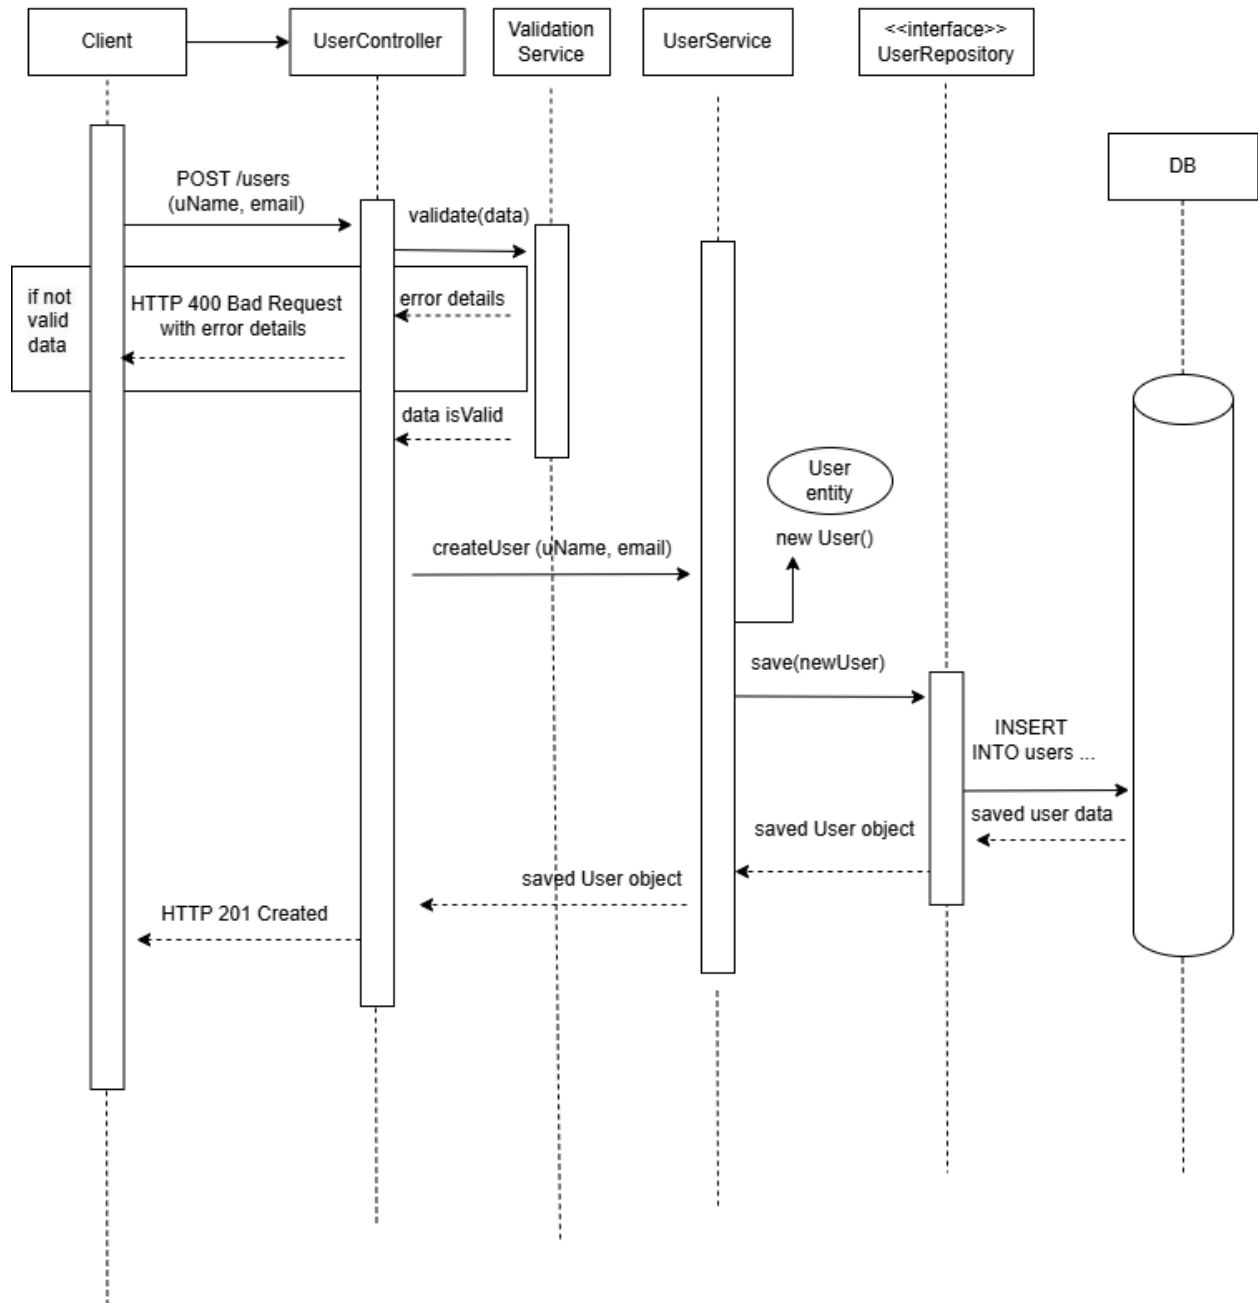 Client
UserController
Validation
Service
UserService
<<interface>>
UserRepository
DB
POST /users
(uName, email)
validate(data)
if not
valid
data
HTTP 400 Bad Request
with error details
error details
data isValid
User
entity
new User()
createUser (uName, email)
save(newUser)
INSERT
INTO users ...
saved user data
saved User object
saved User object
HTTP 201 Created